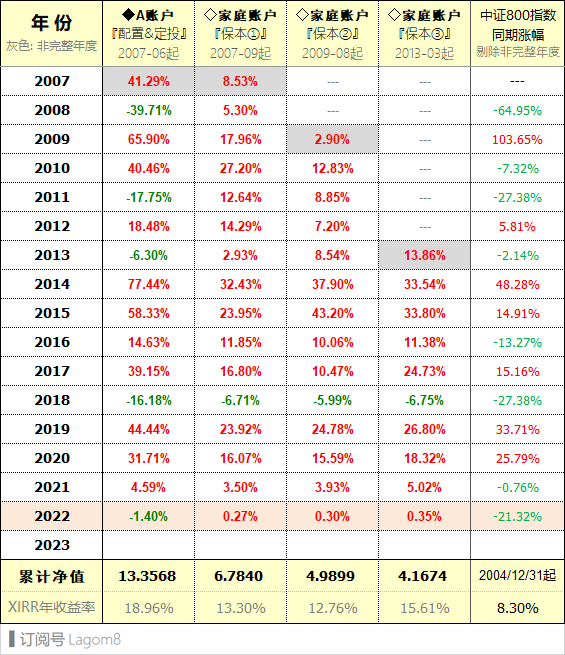 年份 ◆A账户 ◇家庭账户 ◇家庭账户 ◇家庭账户 中证800指数
『配置&定投』 『保本①』 『保本②』 『保本③』 同期涨幅
灰色: 非完整年度 2007-06起 2007-09起 2009-08起 2013-03起 剔除非完整年度
2007 41.29% 8.53% --- --- ---
2008 -39.71% 5.30% --- --- -64.95%
2009 65.90% 17.96% 2.90% --- 103.65%
2010 40.46% 27.20% 12.83% --- -7.32%
2011 -17.75% 12.64% 8.85% --- -27.38%
2012 18.48% 14.29% 7.20% --- 5.81%
2013 -6.30% 2.93% 8.54% 13.86% -2.14%
2014 77.44% 32.43% 37.90% 33.54% 48.28%
2015 58.33% 23.95% 43.20% 33.80% 14.91%
2016 14.63% 11.85% 10.06% 11.38% -13.27%
2017 39.15% 16.80% 10.47% 24.73% 15.16%
2018 -16.18% -6.71% -5.99% -6.75% -27.38%
2019 44.44% 23.92% 24.78% 26.80% 33.71%
2020 31.71% 16.07% 15.59% 18.32% 25.79%
2021 4.59% 3.50% 3.93% 5.02% -0.76%
2022 -1.40% 0.27% 0.30% 0.35% -21.32%
2023
累计净值 13.3568 6.7840 4.9899 4.1674 2004/12/31起
XIRR年收益率 18.96% 13.30% 12.76% 15.61% 8.30%
订阅号 Lagom8